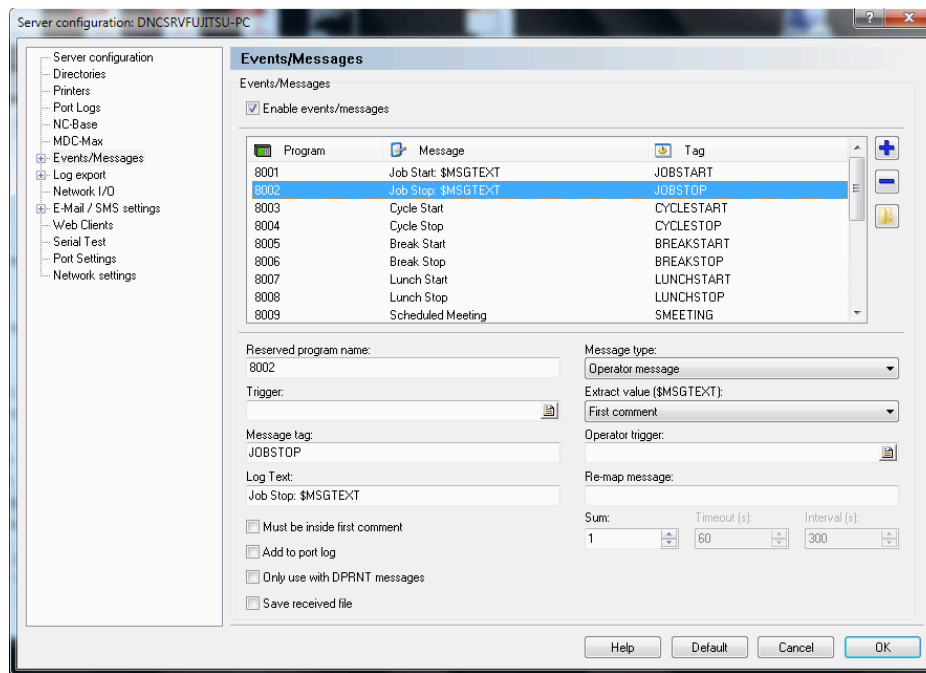 Server configuration: DNCSRVFUJITSU-PC
Server configuration
Directories
Printers
Port Logs
NC-Base
MDC-Max
Events/Messages
Log export
Network I/O
E-Mail / SMS settings
Web Clients
Serial Test
Port Settings
Network settings
Events/Messages
Events/Messages
Enable events/messages
Program Message Tag
8001 Job Start: $MSGTEXT JOBSTART
8002 Job Stop: $MSGTEXT JOBSTOP
8003 Cycle Start CYCLESTART
8004 Cycle Stop CYCLESTOP
8005 Break Start BREAKSTART
8006 Break Stop BREAKSTOP
8007 Lunch Start LUNCHSTART
8008 Lunch Stop LUNCHSTOP
8009 Scheduled Meeting SMEETING
Reserved program name: Message type:
8002 Operator message
Trigger: Extract value ($MSGTEXT):
First comment
Message tag: Operator trigger:
JOBSTOP
Log Text: Re-map message:
Job Stop: $MSGTEXT
Must be inside first comment
Sum: Timeout (s): Interval (s):
1 60 300
Add to port log
Only use with DPRNT messages
Save received file
Help Default Cancel OK